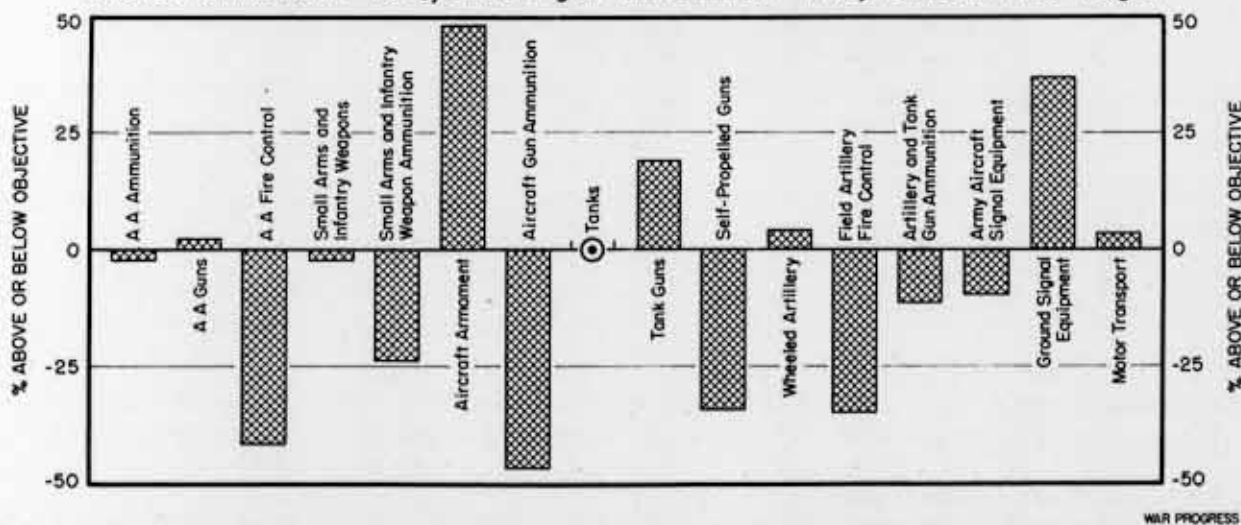 50
25
0
-25
-50
% ABOVE OR BELOW OBJECTIVE
A A Ammunition
A A Guns
A A Fire Control
Small Arms and
Infantry Weapons
Small Arms and Infantry
Weapon Ammunition
Aircraft Armament
Aircraft Gun Ammunition
Tanks
Tank Guns
Self-Propelled Guns
Wheeled Artillery
Field Artillery
Fire Control
Artillery and Tank
Gun Ammunition
Army Aircraft
Signal Equipment
Ground Signal
Equipment
Motor Transport
50
25
0
-25
-50
% ABOVE OR BELOW OBJECTIVE
WAR PROGRESS